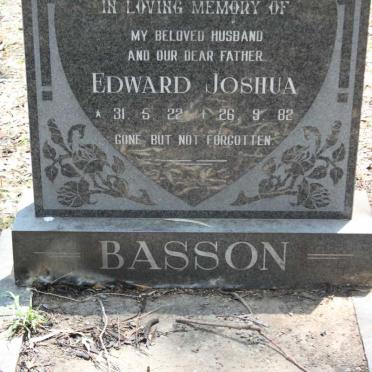 IN LOVING MEMORY OF
MY BELOVED HUSBAND
AND OUR DEAR FATHER
EDWARD JOSHUA
* 31 5 22 † 26 9 82
GONE BUT NOT FORGOTTEN
BASSON